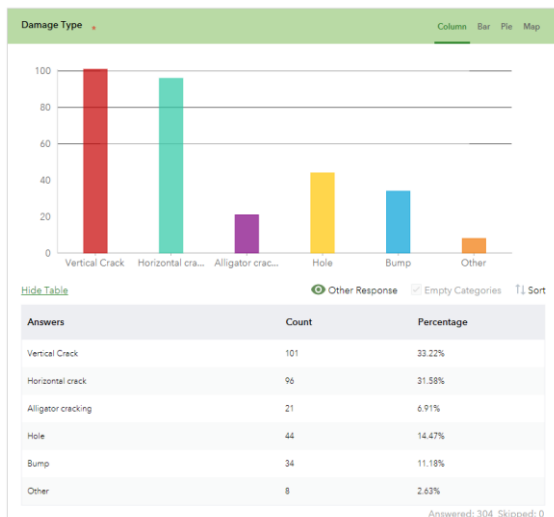 Damage Type * Column Bar Pie Map
100
80
60
40
20
0
Vertical Crack Horizontal cra... Alligator crac... Hole Bump Other
Hide Table Other Response Empty Categories Sort
Answers Count Percentage
Vertical Crack 101 33.22%
Horizontal crack 96 31.58%
Alligator cracking 21 6.91%
Hole 44 14.47%
Bump 34 11.18%
Other 8 2.63%
Answered: 304 Skipped: 0